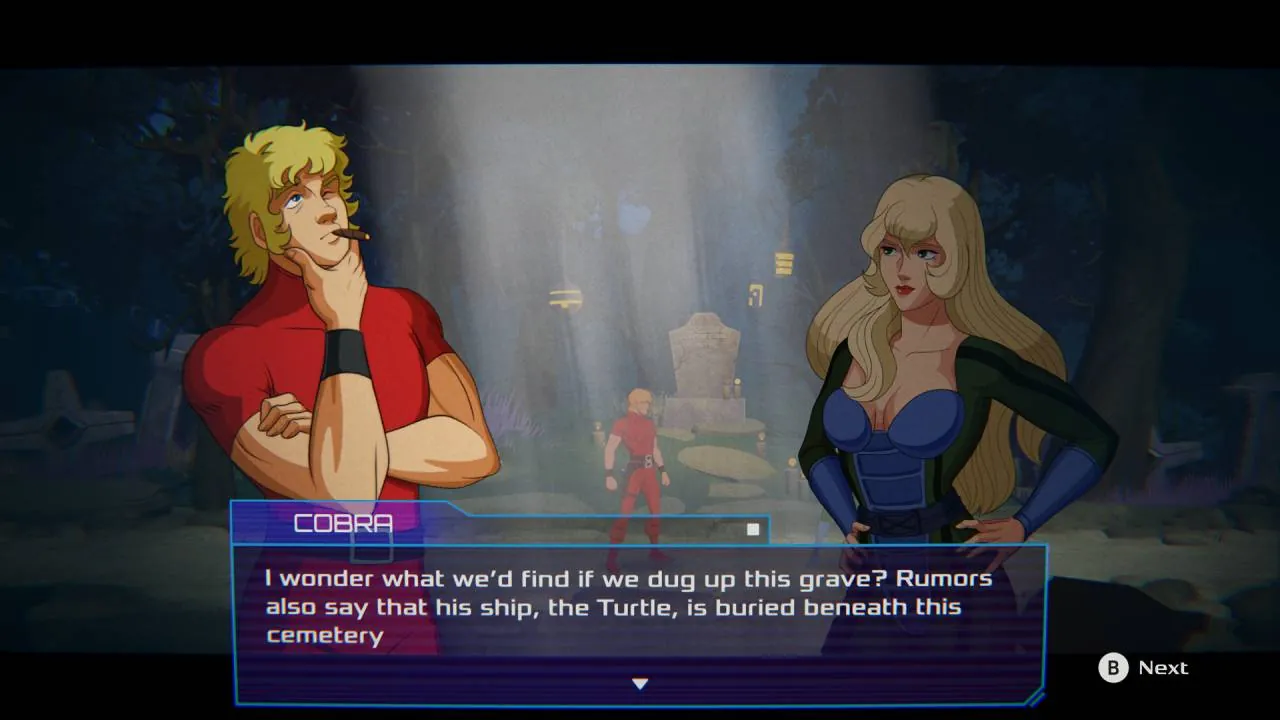 COBRA
I wonder what we'd find if we dug up this grave? Rumors
also say that his ship, the Turtle, is buried beneath this
cemetery
B Next